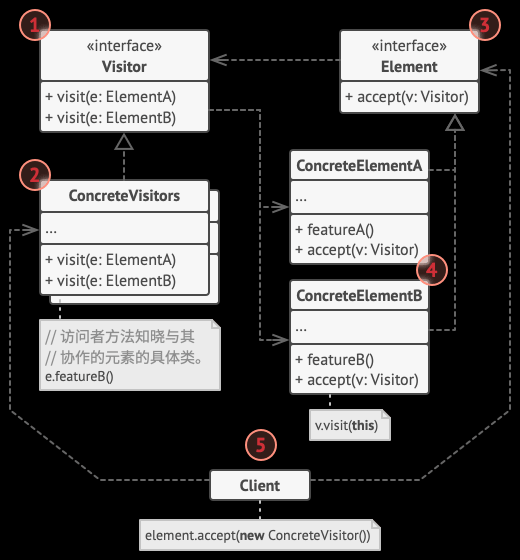 1
«interface»
Visitor
+ visit(e: ElementA)
+ visit(e: ElementB)
3
«interface»
Element
+ accept(v: Visitor)
2
ConcreteVisitors
...
+ visit(e: ElementA)
+ visit(e: ElementB)
// 访问者方法知晓与其
// 协作的元素的具体类。
e.featureB()
ConcreteElementA
...
+ featureA()
+ accept(v: Visitor)
4
ConcreteElementB
...
+ featureB()
+ accept(v: Visitor)
v.visit(this)
5
Client
element.accept(new ConcreteVisitor())